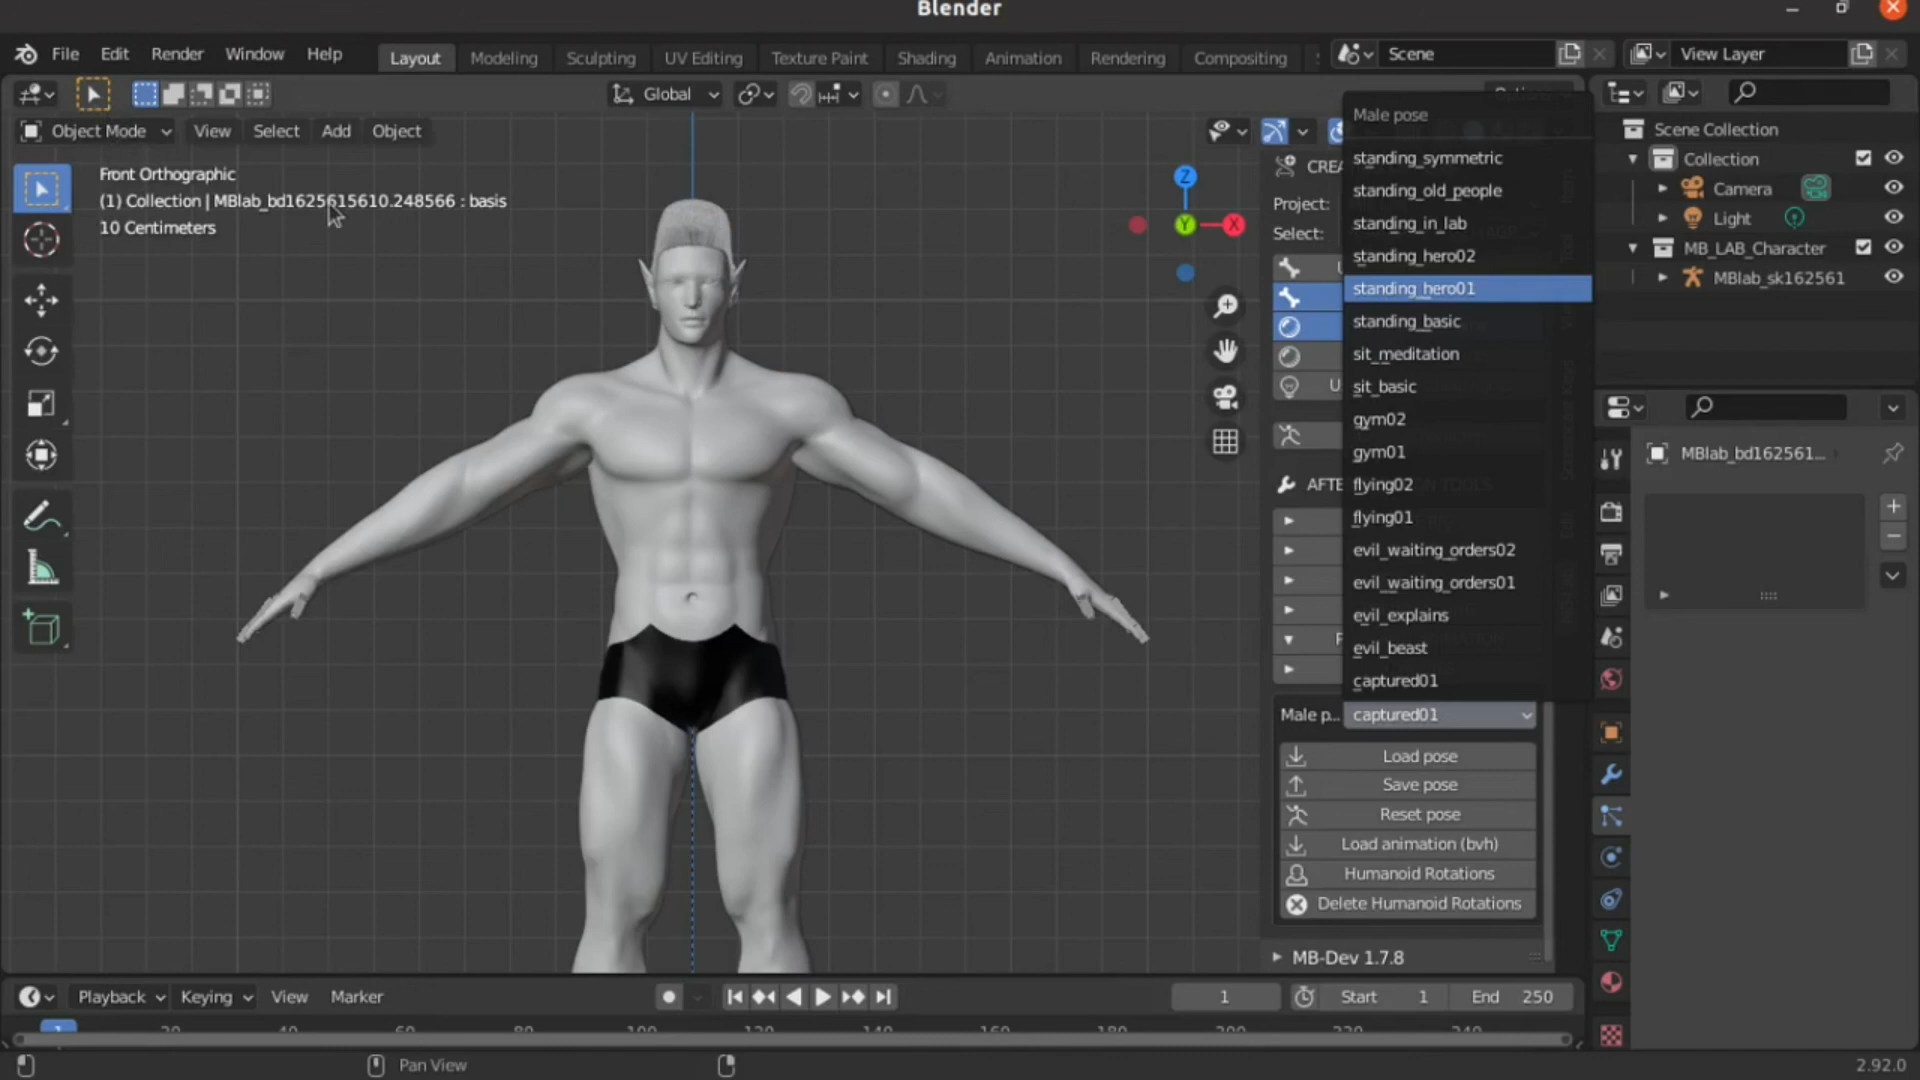 Blender
File Edit Render Window Help
Layout Modeling Sculpting UV Editing Texture Paint Shading Animation Rendering Compositing
Scene
View Layer
Global
Object Mode View Select Add Object
Front Orthographic
(1) Collection | MBlab_bd1625615610.248566 : basis
10 Centimeters
Z
Y
X
CREA
Project:
Select:
AFTE
Male pose
standing_symmetric
standing_old_people
standing_in_lab
standing_hero02
standing_hero01
standing_basic
sit_meditation
sit_basic
gym02
gym01
flying02
flying01
evil_waiting_orders02
evil_waiting_orders01
evil_explains
evil_beast
captured01
Male p... captured01
Load pose
Save pose
Reset pose
Load animation (bvh)
Humanoid Rotations
Delete Humanoid Rotations
MB-Dev 1.7.8
Scene Collection
Collection
Camera
Light
MB_LAB_Character
MBlab_sk162561
MBlab_bd162561...
Playback Keying View Marker
1
Start 1
End 250
1
Pan View
2.92.0